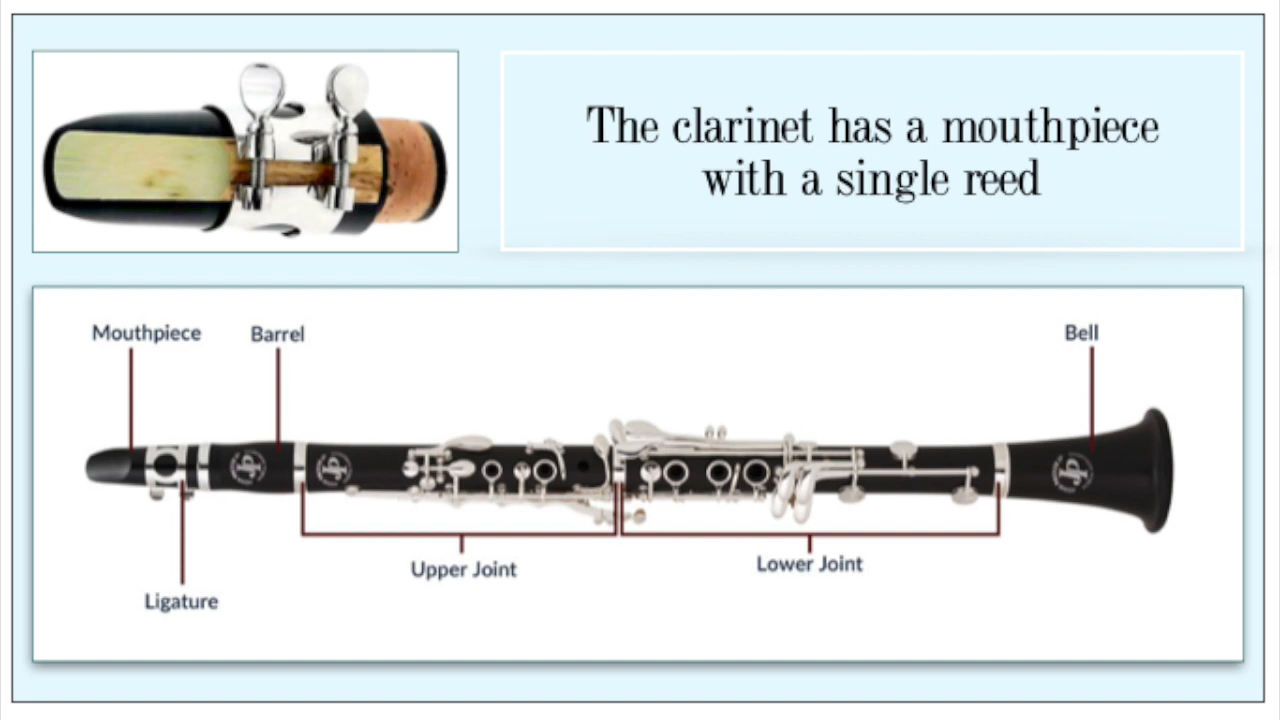 The clarinet has a mouthpiece
with a single reed
Mouthpiece
Barrel
Bell
Upper Joint
Lower Joint
Ligature